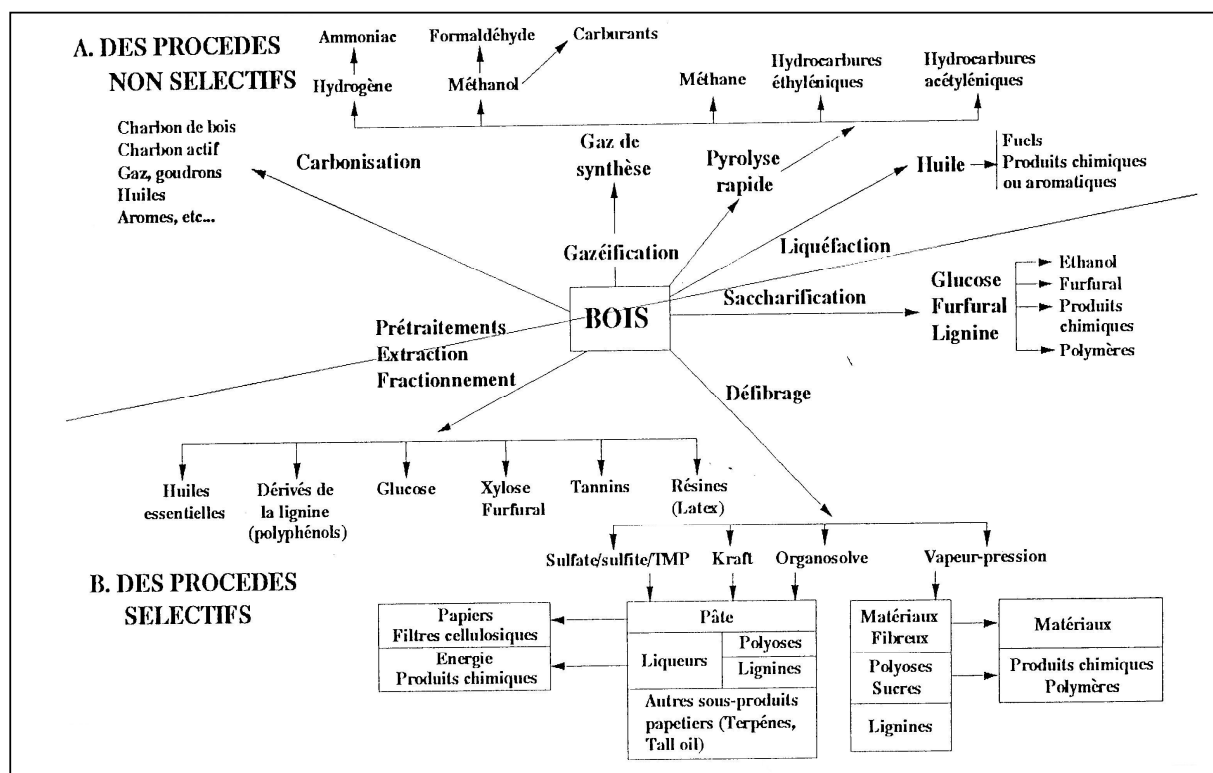 A. DES PROCEDES
NON SELECTIFS
Ammoniac
Formaldéhyde
Carburants
Hydrogène
Méthanol
Méthane
Hydrocarbures
éthyléniques
Hydrocarbures
acétyléniques
Charbon de bois
Charbon actif
Gaz, goudrons
Huiles
Aromes, etc...
Carbonisation
Gaz de
synthèse
Pyrolyse
rapide
Huile
Fuels
Produits chimiques
ou aromatiques
Gazéification
Liquéfaction
BOIS
Saccharification
Glucose
Furfural
Lignine
Ethanol
Furfural
Produits
chimiques
Polymères
Prétraitements
Extraction
Fractionnement
Défibrage
Huiles
essentielles
Dérivés de
la lignine
(polyphénols)
Glucose
Xylose
Furfural
Tannins
Résines
(Latex)
B. DES PROCEDES
SELECTIFS
Sulfate/sulfite/TMP
Kraft
Organosolve
Vapeur-pression
Papiers
Filtres cellulosiques
Energie
Produits chimiques
Pâte
Liqueurs
Polyoses
Lignines
Autres sous-produits
papetiers (Terpénes,
Tall oil)
Matériaux
Fibreux
Polyoses
Sucres
Lignines
Matériaux
Produits chimiques
Polymères